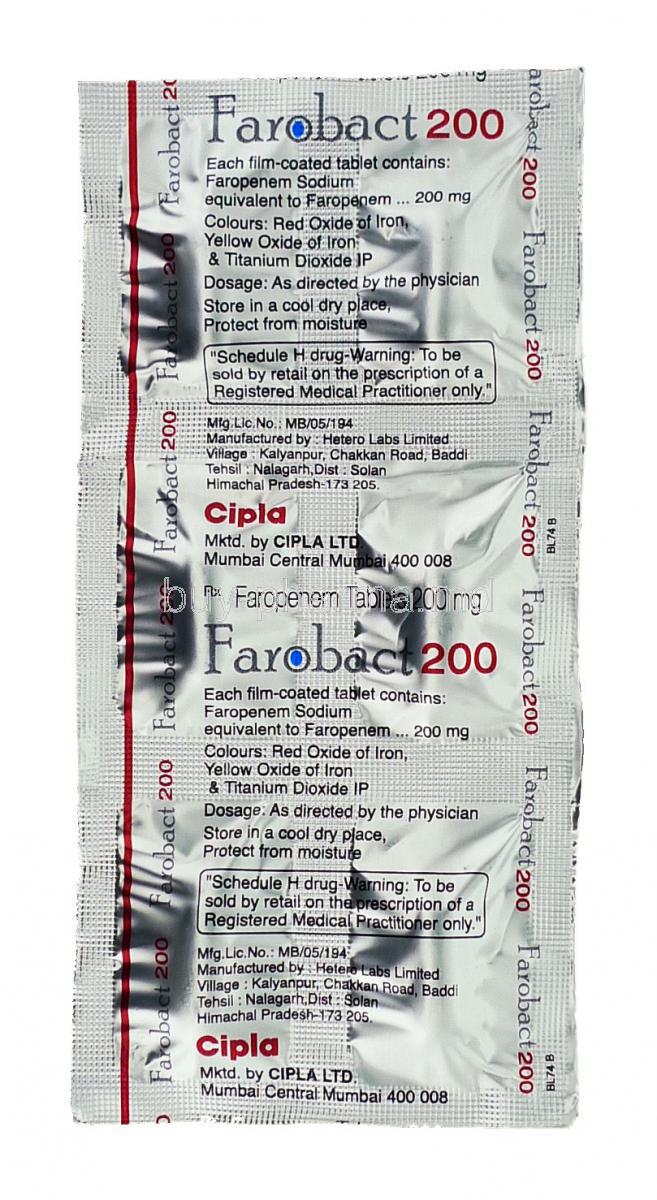 Farobact 200
Each film-coated tablet contains:
Faropenem Sodium
equivalent to Faropenem ... 200 mg
Colours: Red Oxide of Iron,
Yellow Oxide of Iron
& Titanium Dioxide IP
Dosage: As directed by the physician
Store in a cool dry place,
Protect from moisture
"Schedule H drug-Warning: To be
sold by retail on the prescription of a
Registered Medical Practitioner only."
Mfg.Lic.No.: MB/05/194
Manufactured by : Hetero Labs Limited
Village : Kalyanpur, Chakkan Road, Baddi
Tehsil : Nalagarh,Dist : Solan
Himachal Pradesh-173 205.
Cipla
Mktd. by CIPLA LTD.
Mumbai Central Mumbai 400 008
Rx Faropenem Tablets 200 mg
Farobact 200
Each film-coated tablet contains:
Faropenem Sodium
equivalent to Faropenem ... 200 mg
Colours: Red Oxide of Iron,
Yellow Oxide of Iron
& Titanium Dioxide IP
Dosage: As directed by the physician
Store in a cool dry place,
Protect from moisture
"Schedule H drug-Warning: To be
sold by retail on the prescription of a
Registered Medical Practitioner only."
Mfg.Lic.No.: MB/05/194
Manufactured by : Hetero Labs Limited
Village : Kalyanpur, Chakkan Road, Baddi
Tehsil : Nalagarh,Dist : Solan
Himachal Pradesh-173 205.
Cipla
Mktd. by CIPLA LTD.
Mumbai Central Mumbai 400 008
Farobact 200
Farobact 200
Farobact 200
Farobact 200
Farobact 200
Farobact 200
Farobact 200
Farobact 200
Farobact 200
Farobact 200
Farobact 200
Farobact 200
BL74 B
BL74 B